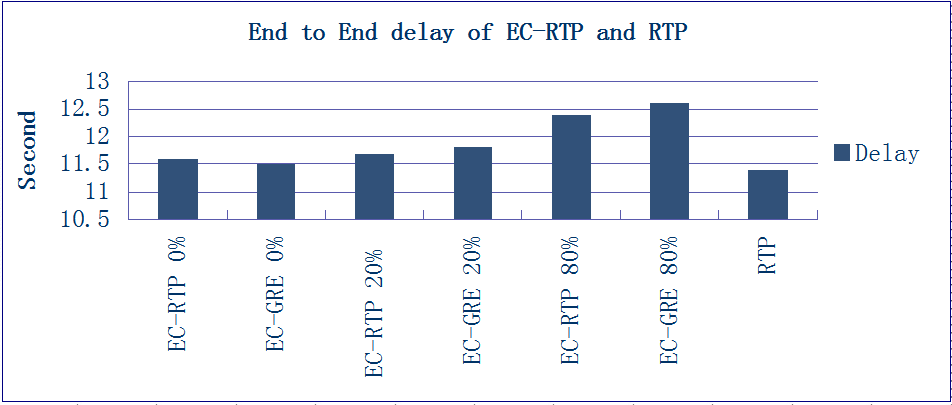 End to End delay of EC-RTP and RTP
Second
13
12.5
12
11.5
11
10.5
EC-RTP 0%
EC-GRE 0%
EC-RTP 20%
EC-GRE 20%
EC-RTP 80%
EC-GRE 80%
RTP
Delay